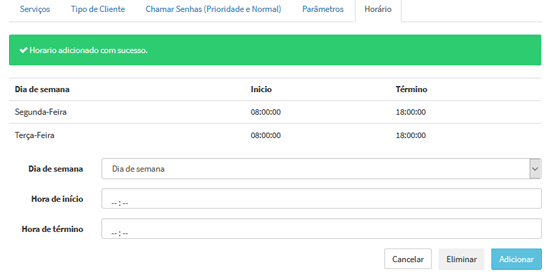 Serviços Tipo de Cliente Chamar Senhas (Prioridade e Normal) Parâmetros Horário
✔ Horario adicionado com sucesso.
Dia de semana Inicio Término
Segunda-Feira 08:00:00 18:00:00
Terça-Feira 08:00:00 18:00:00
Dia de semana Dia de semana
Hora de início -- : --
Hora de término -- : --
Cancelar Eliminar Adicionar